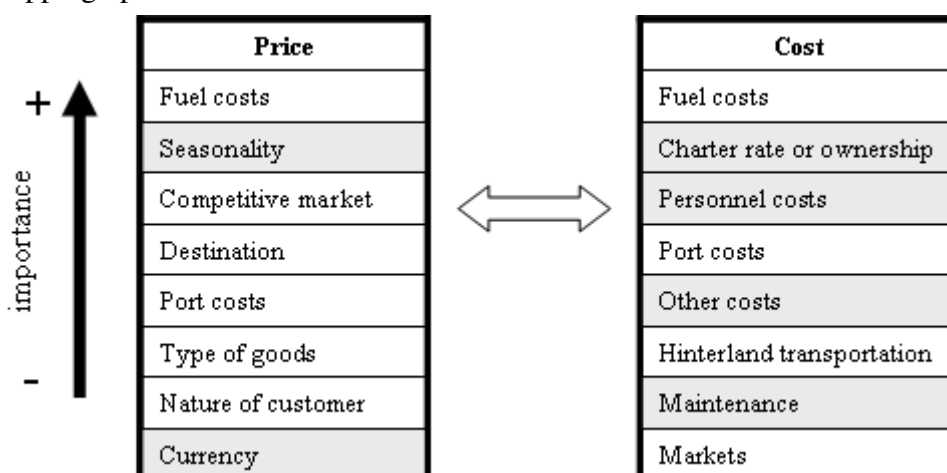 Price
Cost
+
Fuel costs
Fuel costs
Seasonality
Charter rate or ownership
Competitive market
Personnel costs
importance
Destination
Port costs
Port costs
Other costs
Type of goods
Hinterland transportation
-
Nature of customer
Maintenance
Currency
Markets